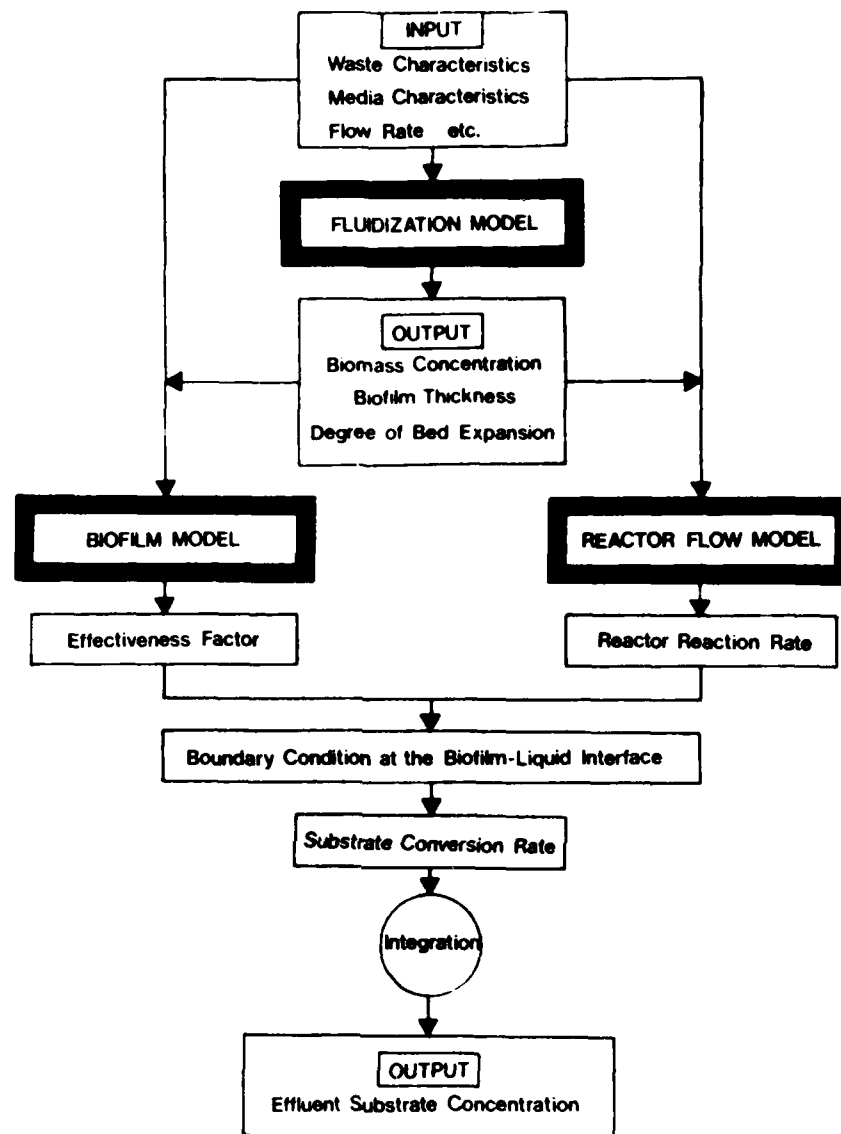 INPUT
Waste Characteristics
Media Characteristics
Flow Rate etc.
FLUIDIZATION MODEL
OUTPUT
Biomass Concentration
Biofilm Thickness
Degree of Bed Expansion
BIOFILM MODEL
REACTOR FLOW MODEL
Effectiveness Factor
Reactor Reaction Rate
Boundary Condition at the Biofilm-Liquid Interface
Substrate Conversion Rate
Integration
OUTPUT
Effluent Substrate Concentration